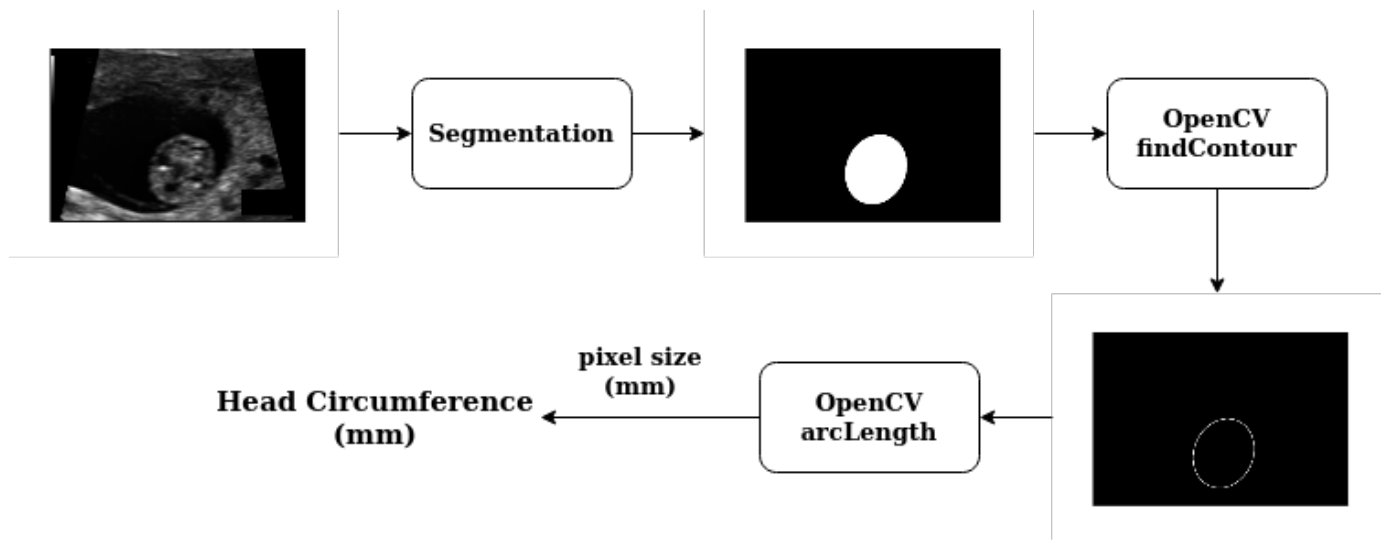 Segmentation
OpenCV
findContour
pixel size
(mm)
OpenCV
arcLength
Head Circumference
(mm)